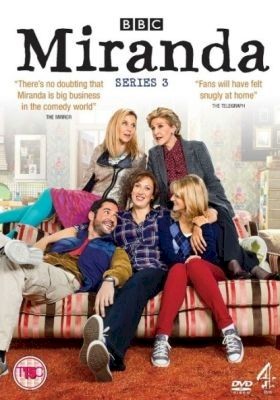 BBC
Miranda
SERIES 3
"There's no doubting that
Miranda is big business
in the comedy world"
THE MIRROR
"Fans will have felt
snugly at home"
THE TELEGRAPH
DVD
VIDEO
4